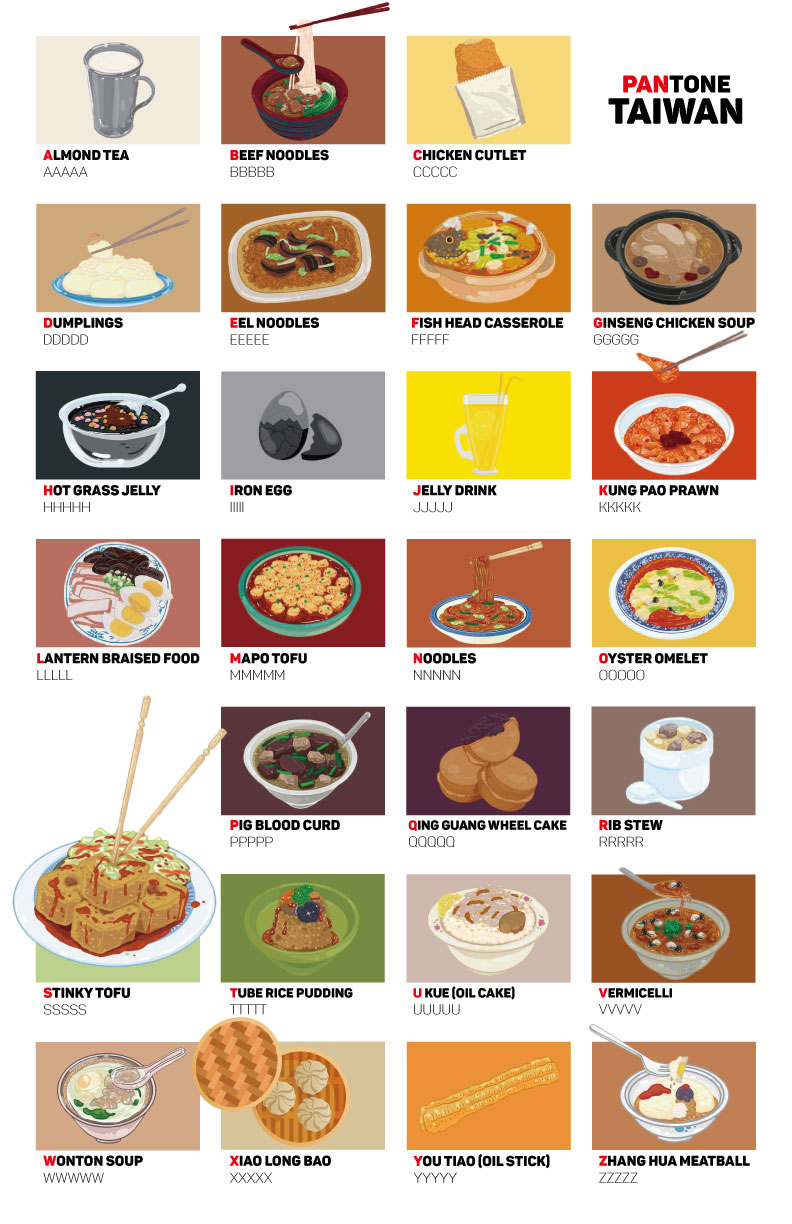 PANTONE
TAIWAN
ALMOND TEA
AAAAA
BEEF NOODLES
BBBBB
CHICKEN CUTLET
CCCCC
DUMPLINGS
DDDDD
EEL NOODLES
EEEEE
FISH HEAD CASSEROLE
FFFFF
GINSENG CHICKEN SOUP
GGGGG
HOT GRASS JELLY
HHHHH
IRON EGG
IIIII
JELLY DRINK
JJJJJ
KUNG PAO PRAWN
KKKKK
LANTERN BRAISED FOOD
LLLLL
MAPO TOFU
MMMMM
NOODLES
NNNNN
OYSTER OMELET
OOOOO
PIG BLOOD CURD
PPPPP
QING GUANG WHEEL CAKE
QQQQQ
RIB STEW
RRRRR
STINKY TOFU
SSSSS
TUBE RICE PUDDING
TTTTT
U KUE (OIL CAKE)
UUUUU
VERMICELLI
VVVVV
WONTON SOUP
WWWWW
XIAO LONG BAO
XXXXX
YOU TIAO (OIL STICK)
YYYYY
ZHANG HUA MEATBALL
ZZZZZ